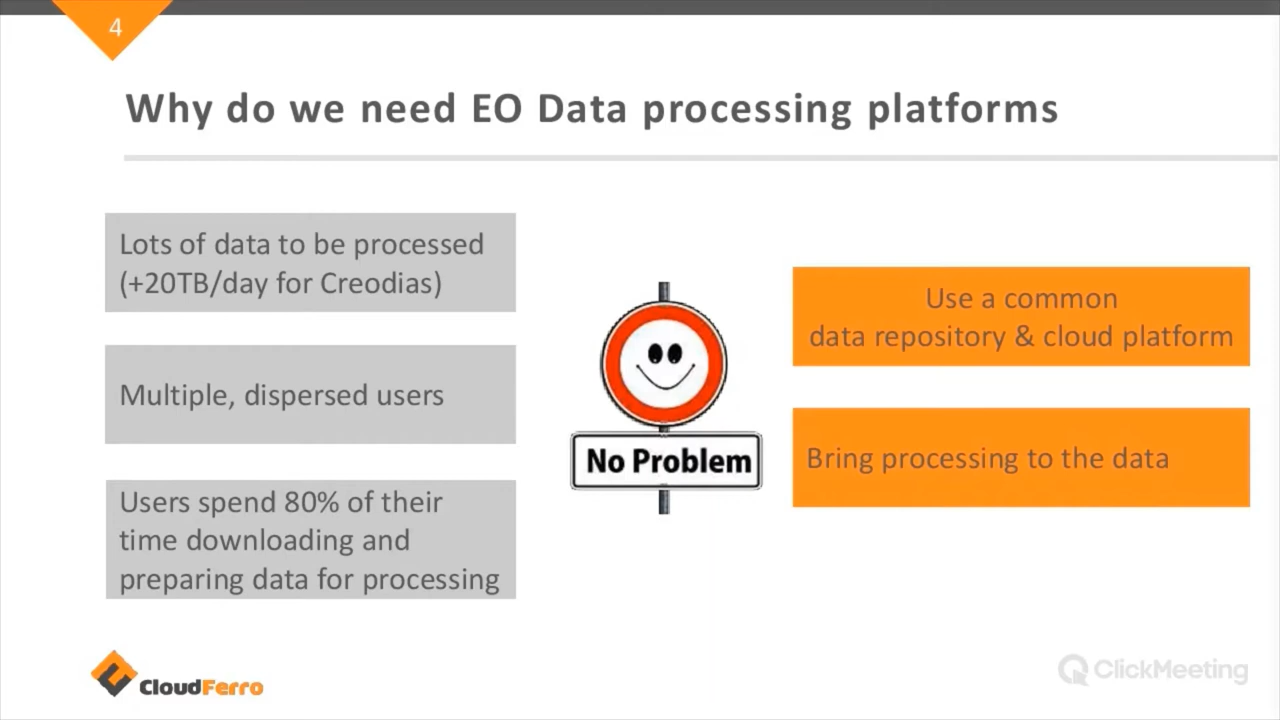 4
Why do we need EO Data processing platforms
Lots of data to be processed
(+20TB/day for Creodias)
Multiple, dispersed users
Users spend 80% of their
time downloading and
preparing data for processing
No Problem
Use a common
data repository & cloud platform
Bring processing to the data
CloudFerro
ClickMeeting